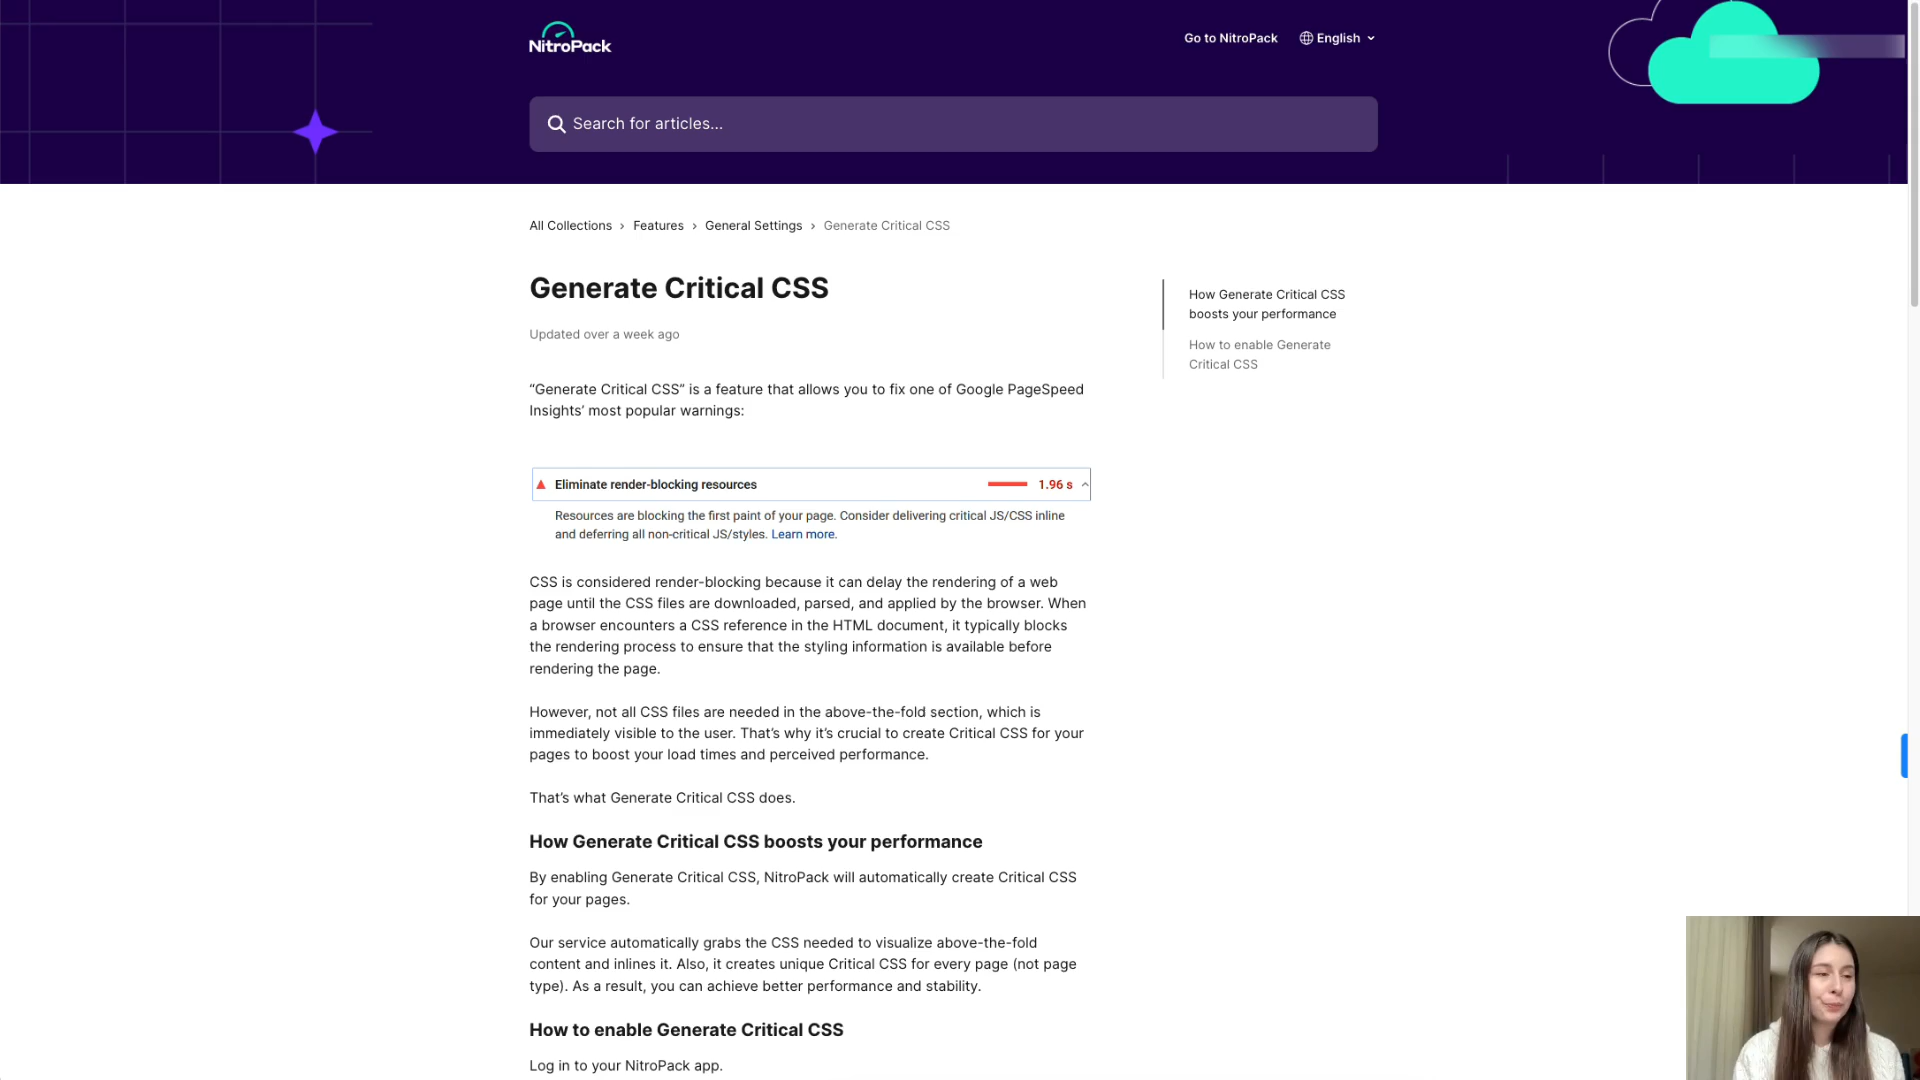 NitroPack
Go to NitroPack
English
Search for articles...
All Collections
Features
General Settings
Generate Critical CSS
Generate Critical CSS
Updated over a week ago
“Generate Critical CSS” is a feature that allows you to fix one of Google PageSpeed
Insights’ most popular warnings:
Eliminate render-blocking resources
1.96 s
Resources are blocking the first paint of your page. Consider delivering critical JS/CSS inline
and deferring all non-critical JS/styles. Learn more.
CSS is considered render-blocking because it can delay the rendering of a web
page until the CSS files are downloaded, parsed, and applied by the browser. When
a browser encounters a CSS reference in the HTML document, it typically blocks
the rendering process to ensure that the styling information is available before
rendering the page.
However, not all CSS files are needed in the above-the-fold section, which is
immediately visible to the user. That’s why it’s crucial to create Critical CSS for your
pages to boost your load times and perceived performance.
That’s what Generate Critical CSS does.
How Generate Critical CSS boosts your performance
By enabling Generate Critical CSS, NitroPack will automatically create Critical CSS
for your pages.
Our service automatically grabs the CSS needed to visualize above-the-fold
content and inlines it. Also, it creates unique Critical CSS for every page (not page
type). As a result, you can achieve better performance and stability.
How to enable Generate Critical CSS
Log in to your NitroPack app.
How Generate Critical CSS
boosts your performance
How to enable Generate
Critical CSS